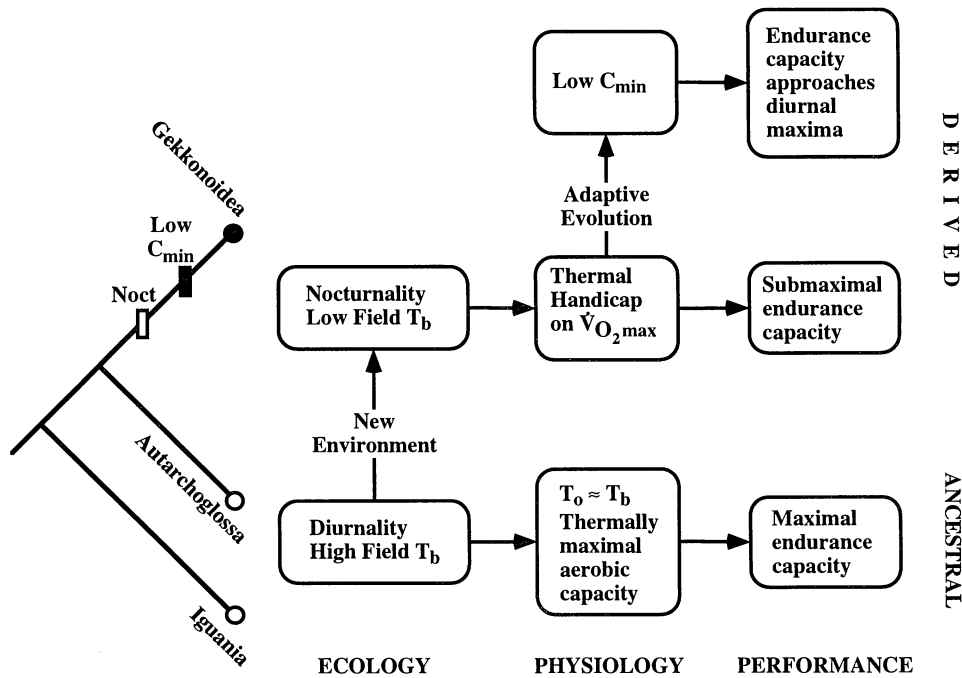 Gekkonoidea
Low
Cmin
Noct
Autarchoglossa
Iguania
Low Cmin
Endurance
capacity
approaches
diurnal
maxima
Adaptive
Evolution
Nocturnality
Low Field Tb
Thermal
Handicap
on V̇O2max
Submaximal
endurance
capacity
New
Environment
Diurnality
High Field Tb
To ≈ Tb
Thermally
maximal
aerobic
capacity
Maximal
endurance
capacity
DERIVED
ANCESTRAL
ECOLOGY
PHYSIOLOGY
PERFORMANCE